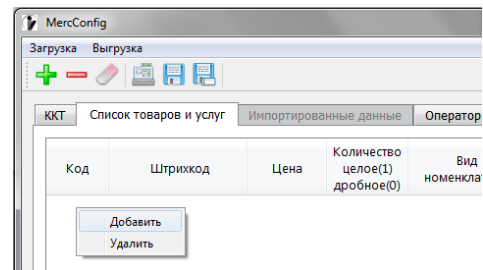 MercConfig
Загрузка Выгрузка
ККТ Список товаров и услуг Импортированные данные Оператор
Код Штрихкод Цена Количество целое(1) дробное(0) Вид
Добавить
Удалить